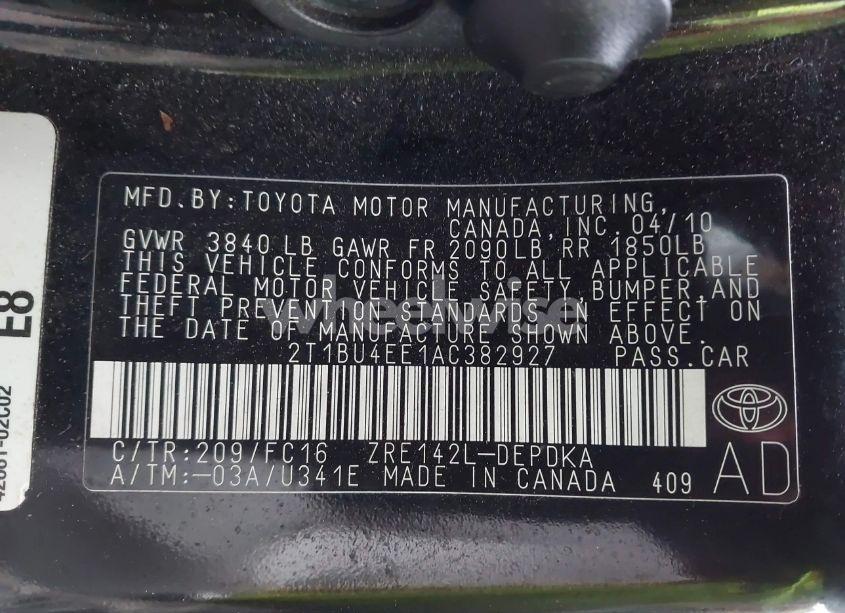 MFD.BY:TOYOTA MOTOR MANUFACTURING,
CANADA,INC. 04/10
GVWR 3840 LB GAWR FR 2090LB RR 1850LB
THIS VEHICLE CONFORMS TO ALL APPLICABLE
FEDERAL MOTOR VEHICLE SAFETY,BUMPER,AND
THEFT PREVENTION STANDARDS IN EFFECT ON
THE DATE OF MANUFACTURE SHOWN ABOVE.
2T1BU4EE1AC382927 PASS.CAR
C/TR:209/FC16 ZRE142L-DEPDKA
A/TM:-03A/U341E MADE IN CANADA 409
AD
E8
wheelwise